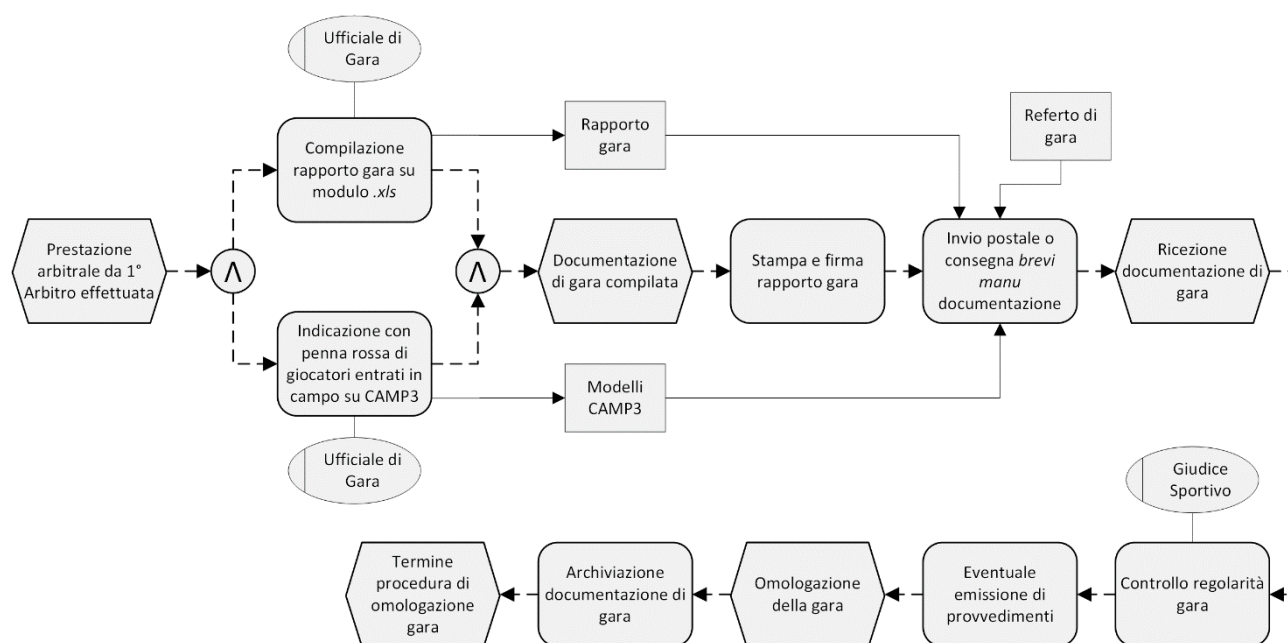 Ufficiale di
Gara
Compilazione
rapporto gara su
modulo .xls
Rapporto
gara
Referto di
gara
Prestazione
arbitrale da 1°
Arbitro effettuata
Λ
Λ
Documentazione
di gara compilata
Stampa e firma
rapporto gara
Invio postale o
consegna brevi
manu
documentazione
Ricezione
documentazione di
gara
Indicazione con
penna rossa di
giocatori entrati in
campo su CAMP3
Modelli
CAMP3
Ufficiale di
Gara
Giudice
Sportivo
Termine
procedura di
omologazione
gara
Archiviazione
documentazione di
gara
Omologazione
della gara
Eventuale
emissione di
provvedimenti
Controllo regolarità
gara